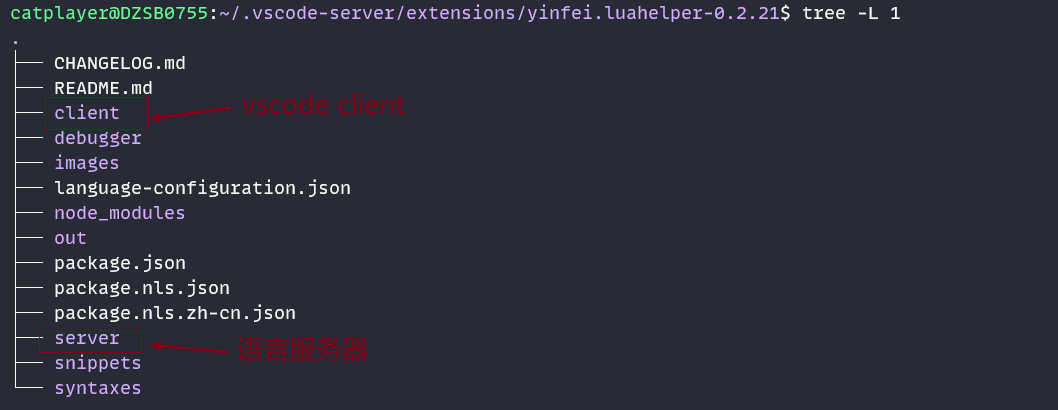 catplayer@DZSB0755:~/.vscode-server/extensions/yinfei.luahelper-0.2.21$ tree -L 1
.
├── CHANGELOG.md
├── README.md
├── client
vscode client
├── debugger
├── images
├── language-configuration.json
├── node_modules
├── out
├── package.json
├── package.nls.json
├── package.nls.zh-cn.json
├── server
语言服务器
├── snippets
└── syntaxes